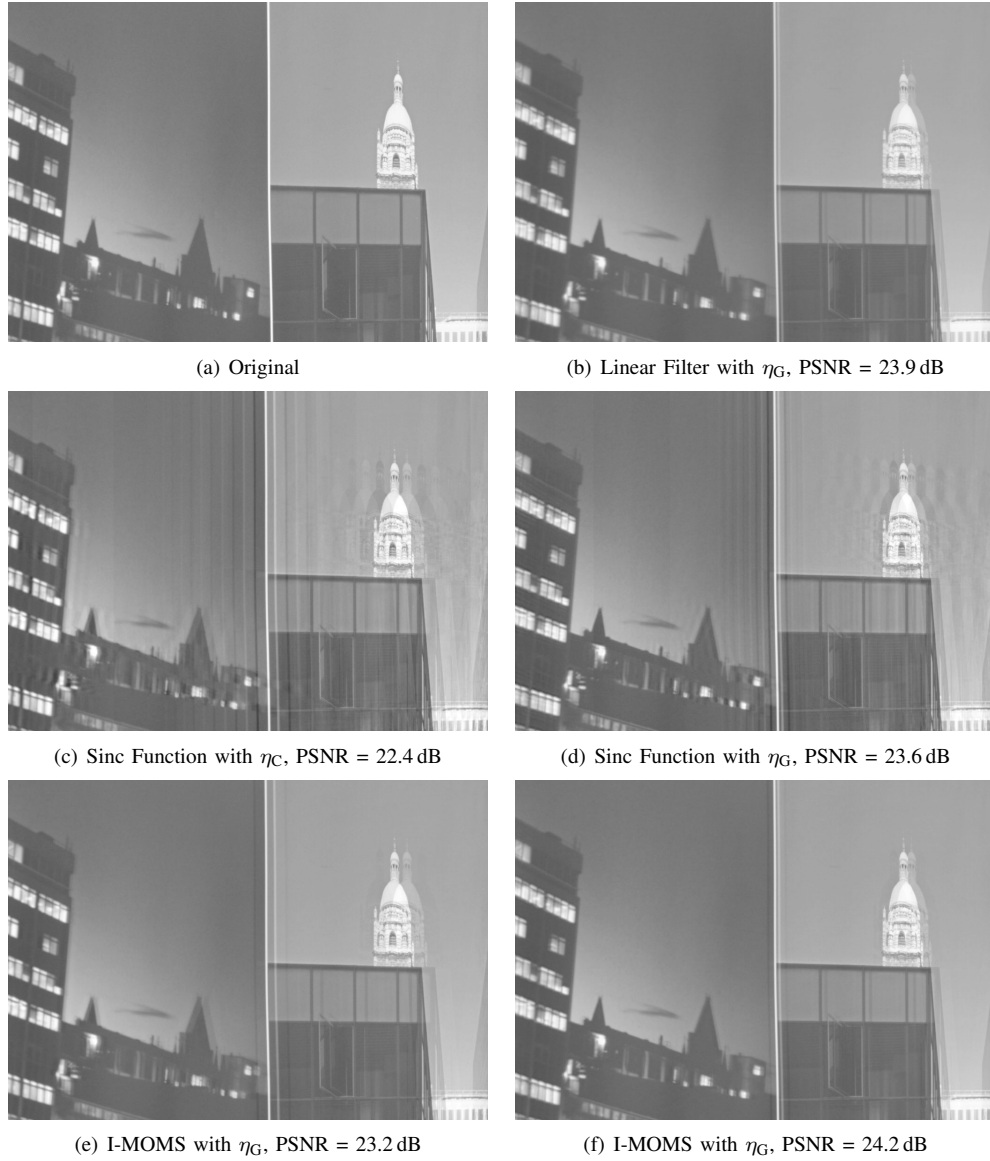 (a) Original
(b) Linear Filter with η_G, PSNR = 23.9 dB
(c) Sinc Function with η_C, PSNR = 22.4 dB
(d) Sinc Function with η_G, PSNR = 23.6 dB
(e) I-MOMS with η_G, PSNR = 23.2 dB
(f) I-MOMS with η_G, PSNR = 24.2 dB